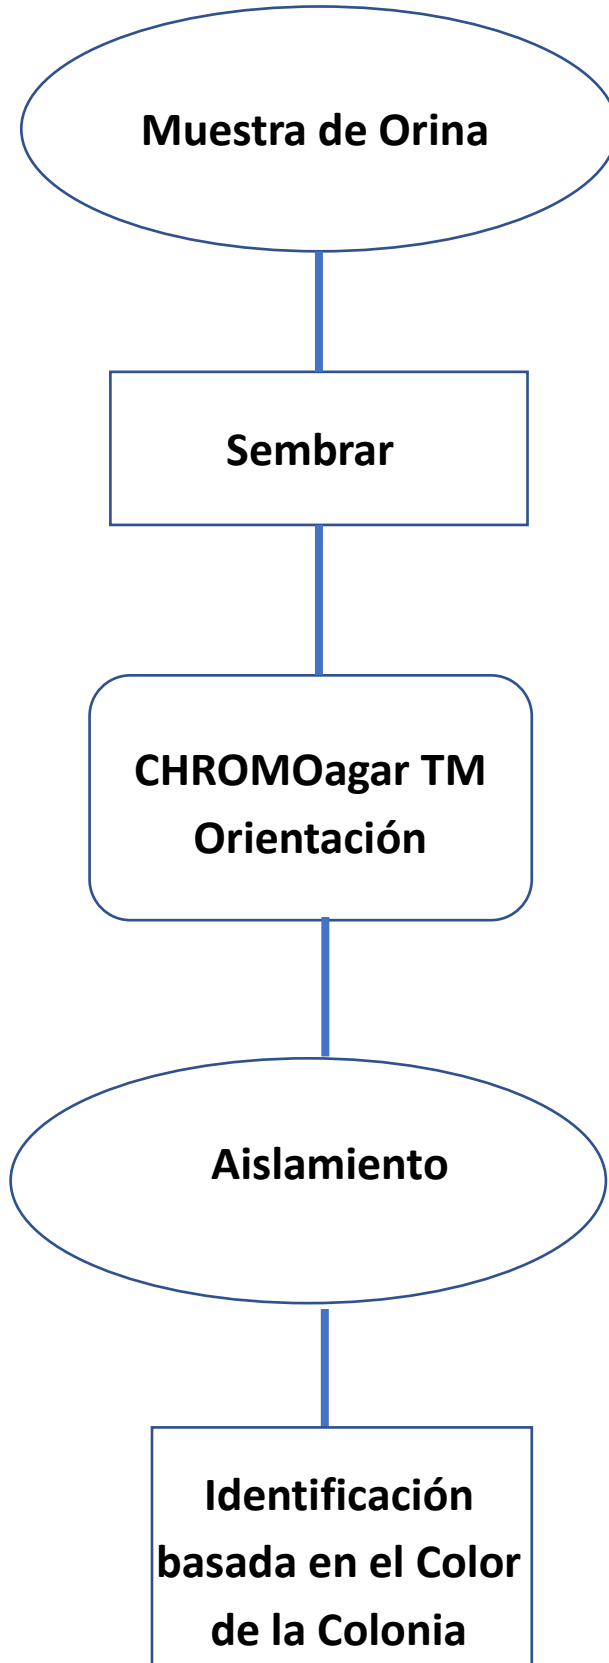 Muestra de Orina
Sembrar
CHROMOagar TM
Orientación
Aislamiento
Identificación
basada en el Color
de la Colonia